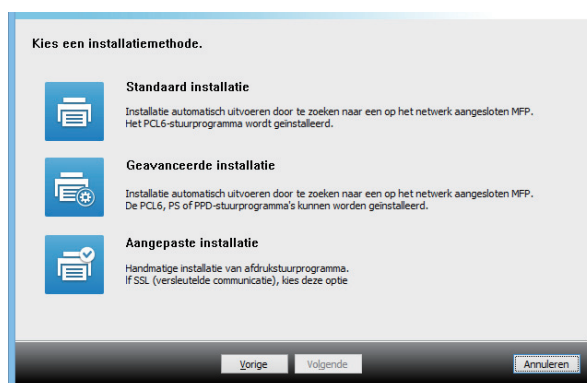 Kies een installatiemethode.
Standaard installatie
Installatie automatisch uitvoeren door te zoeken naar een op het netwerk aangesloten MFP.
Het PCL6-stuurprogramma wordt geïnstalleerd.
Geavanceerde installatie
Installatie automatisch uitvoeren door te zoeken naar een op het netwerk aangesloten MFP.
De PCL6, PS of PPD-stuurprogramma's kunnen worden geïnstalleerd.
Aangepaste installatie
Handmatige installatie van afdrukstuurprogramma.
If SSL (versleutelde communicatie), kies deze optie
Vorige Volgende Annuleren